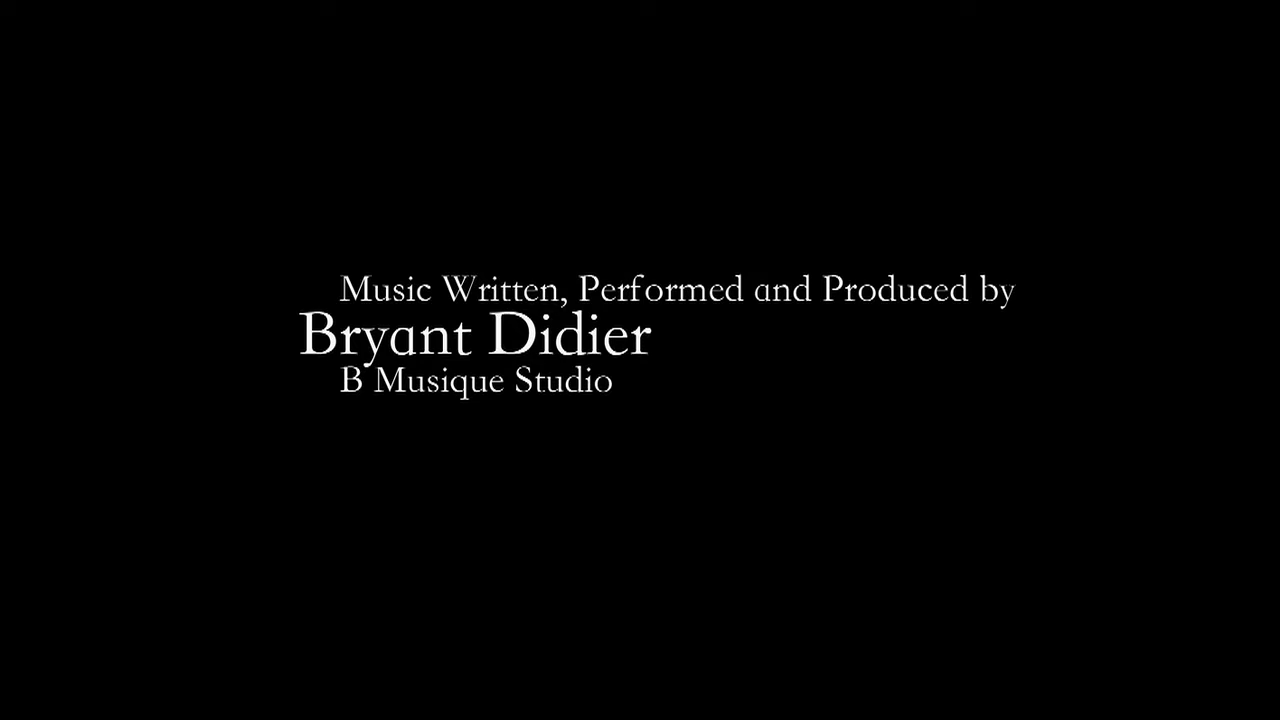 Music Written, Performed and Produced by
Bryant Didier
B Musique Studio